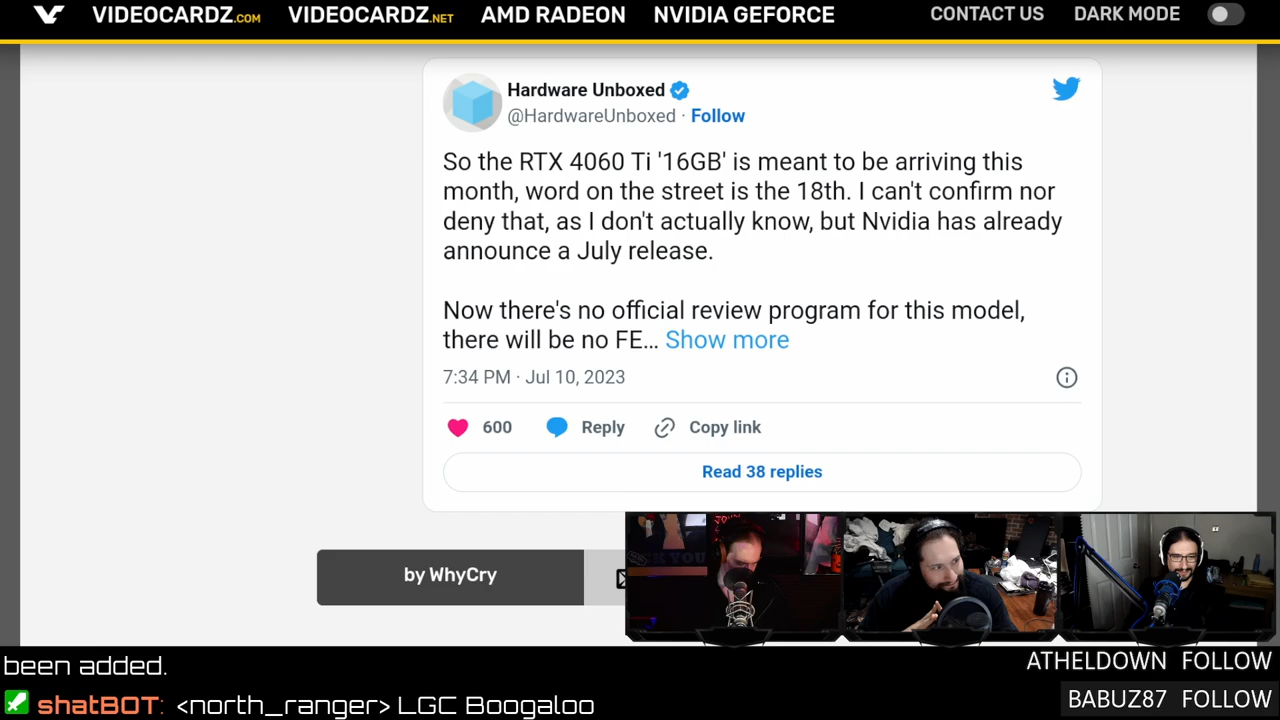 VIDEOCARDZ.COM VIDEOCARDZ.NET AMD RADEON NVIDIA GEFORCE CONTACT US DARK MODE
Hardware Unboxed
@HardwareUnboxed · Follow
So the RTX 4060 Ti '16GB' is meant to be arriving this
month, word on the street is the 18th. I can't confirm nor
deny that, as I don't actually know, but Nvidia has already
announce a July release.
Now there's no official review program for this model,
there will be no FE... Show more
7:34 PM · Jul 10, 2023
600 Reply Copy link
Read 38 replies
by WhyCry
been added.
shatBOT: <north_ranger> LGC Boogaloo
ATHELDOWN FOLLOW
BABUZ87 FOLLOW